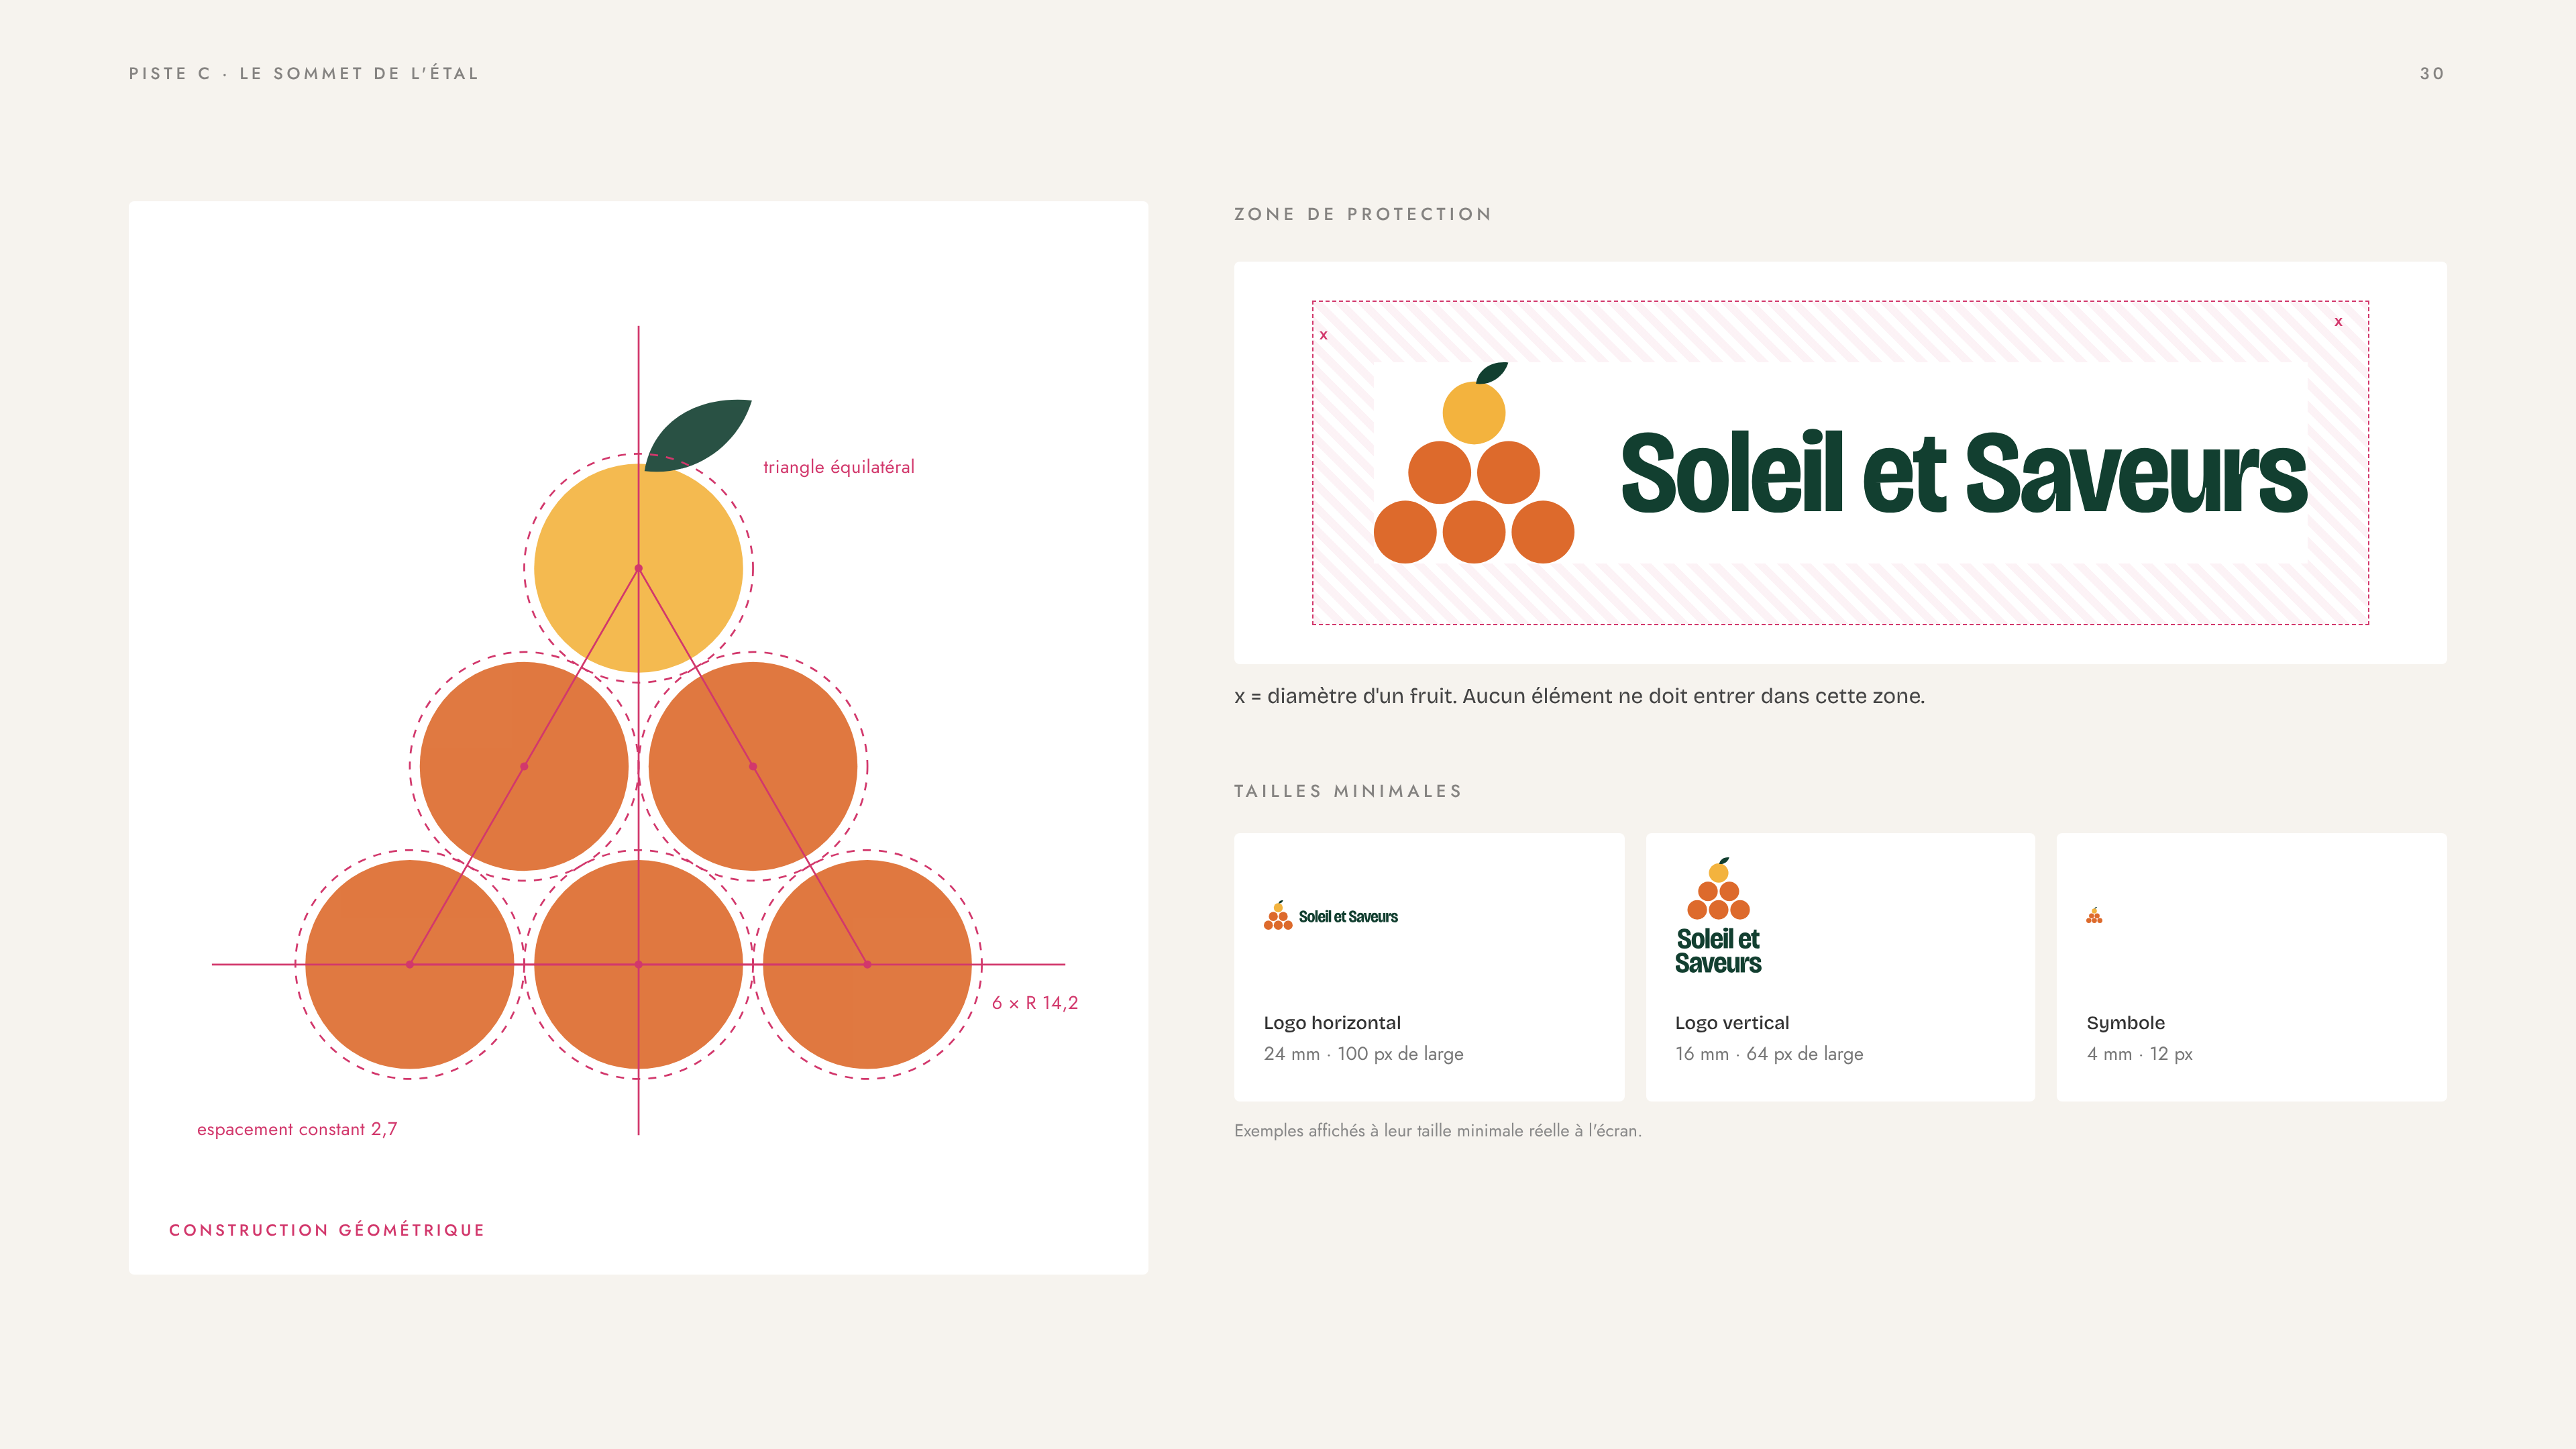 PISTE C · LE SOMMET DE L'ÉTAL
30
triangle équilatéral
6 × R 14,2
espacement constant 2,7
CONSTRUCTION GÉOMÉTRIQUE
ZONE DE PROTECTION
x
x
Soleil et Saveurs
x = diamètre d'un fruit. Aucun élément ne doit entrer dans cette zone.
TAILLES MINIMALES
Soleil et Saveurs
Logo horizontal
24 mm · 100 px de large
Soleil et
Saveurs
Logo vertical
16 mm · 64 px de large
Symbole
4 mm · 12 px
Exemples affichés à leur taille minimale réelle à l'écran.